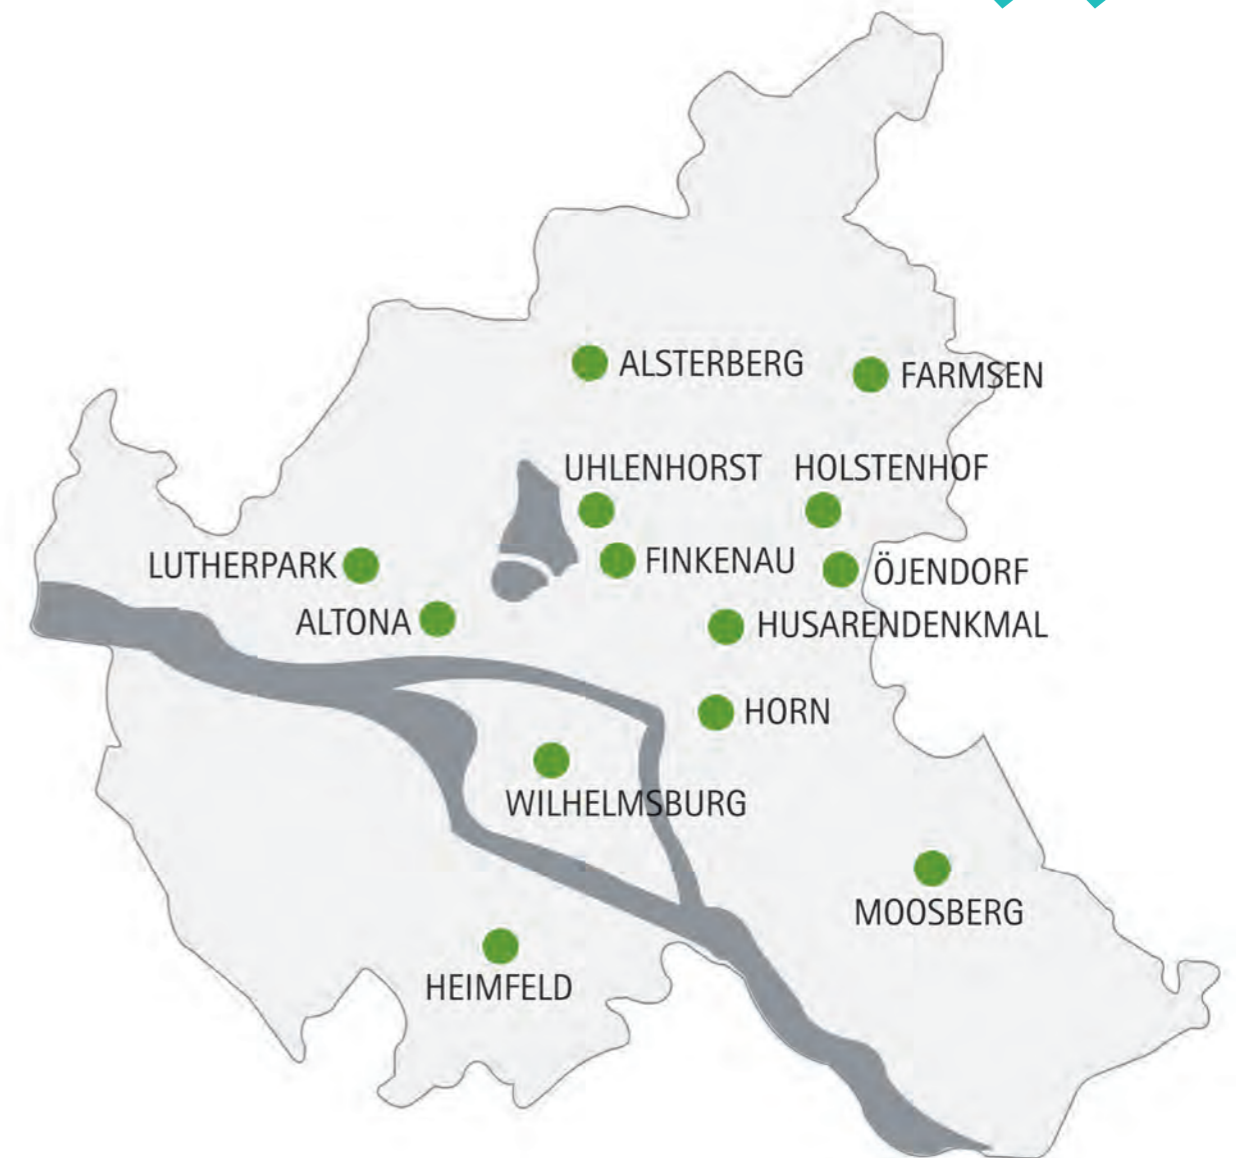 ALSTERBERG
FARMSEN
UHLENHORST
HOLSTENHOF
LUTHERPARK
FINKENAU
ÖJENDORF
ALTONA
HUSARENDENKMAL
HORN
WILHELMSBURG
MOOSBERG
HEIMFELD